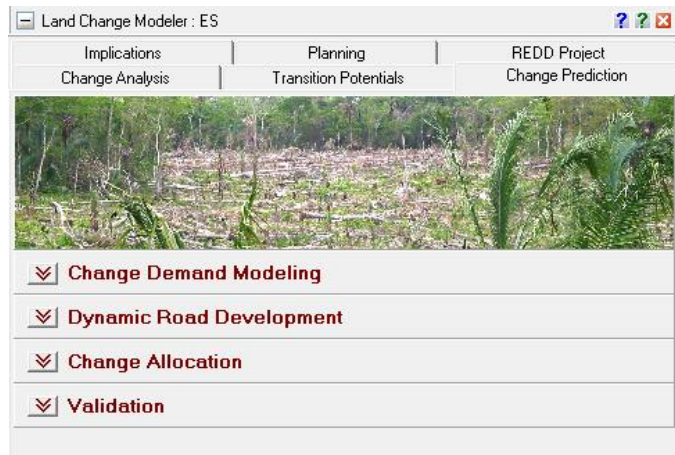 Land Change Modeler : ES ? ?
Implications Planning REDD Project
Change Analysis Transition Potentials Change Prediction
Change Demand Modeling
Dynamic Road Development
Change Allocation
Validation